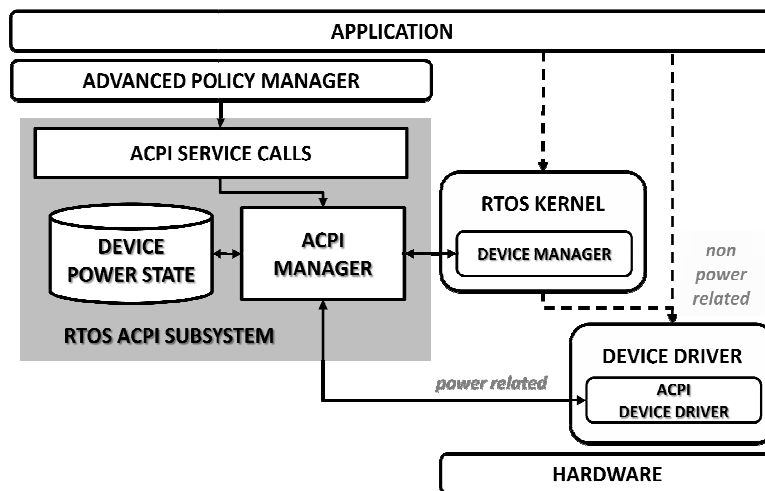 APPLICATION
ADVANCED POLICY MANAGER
ACPI SERVICE CALLS
RTOS KERNEL
DEVICE
POWER STATE
ACPI
MANAGER
DEVICE MANAGER
non
power
related
RTOS ACPI SUBSYSTEM
DEVICE DRIVER
power related
ACPI
DEVICE DRIVER
HARDWARE